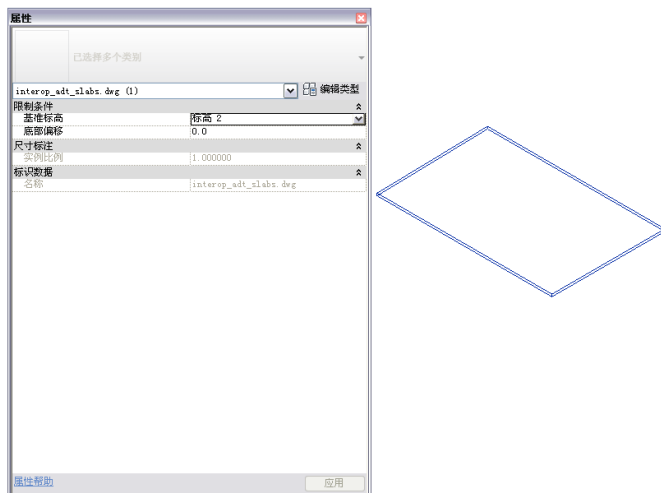 属性
已选择多个类别
interop_adt_slabs.dwg (1) 编辑类型
限制条件
基准标高 标高 2
底部偏移 0.0
尺寸标注
实例比例 1.000000
标识数据
名称 interop_adt_slabs.dwg
属性帮助 应用